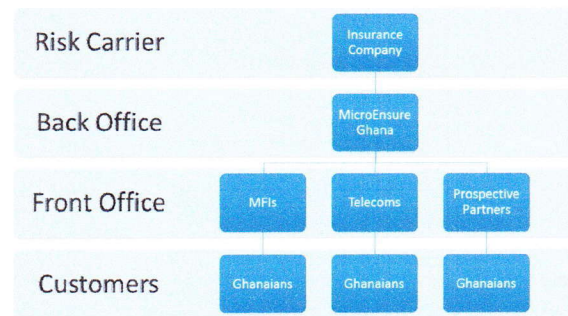 Risk Carrier
Insurance
Company
Back Office
MicroEnsure
Ghana
Front Office
MFIs
Telecoms
Prospective
Partners
Customers
Ghanaians
Ghanaians
Ghanaians